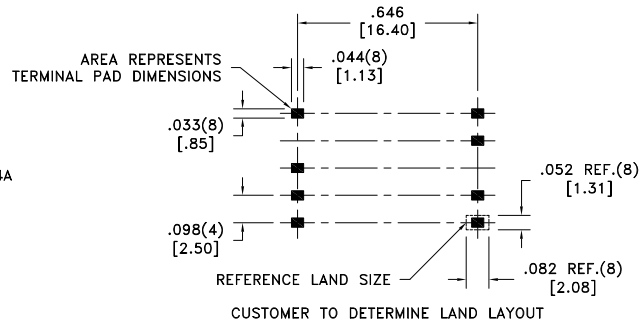 .646
[16.40]
AREA REPRESENTS
TERMINAL PAD DIMENSIONS
.044(8)
[1.13]
.033(8)
[.85]
4A
.052 REF.(8)
[1.31]
.098(4)
[2.50]
REFERENCE LAND SIZE
.082 REF.(8)
[2.08]
CUSTOMER TO DETERMINE LAND LAYOUT